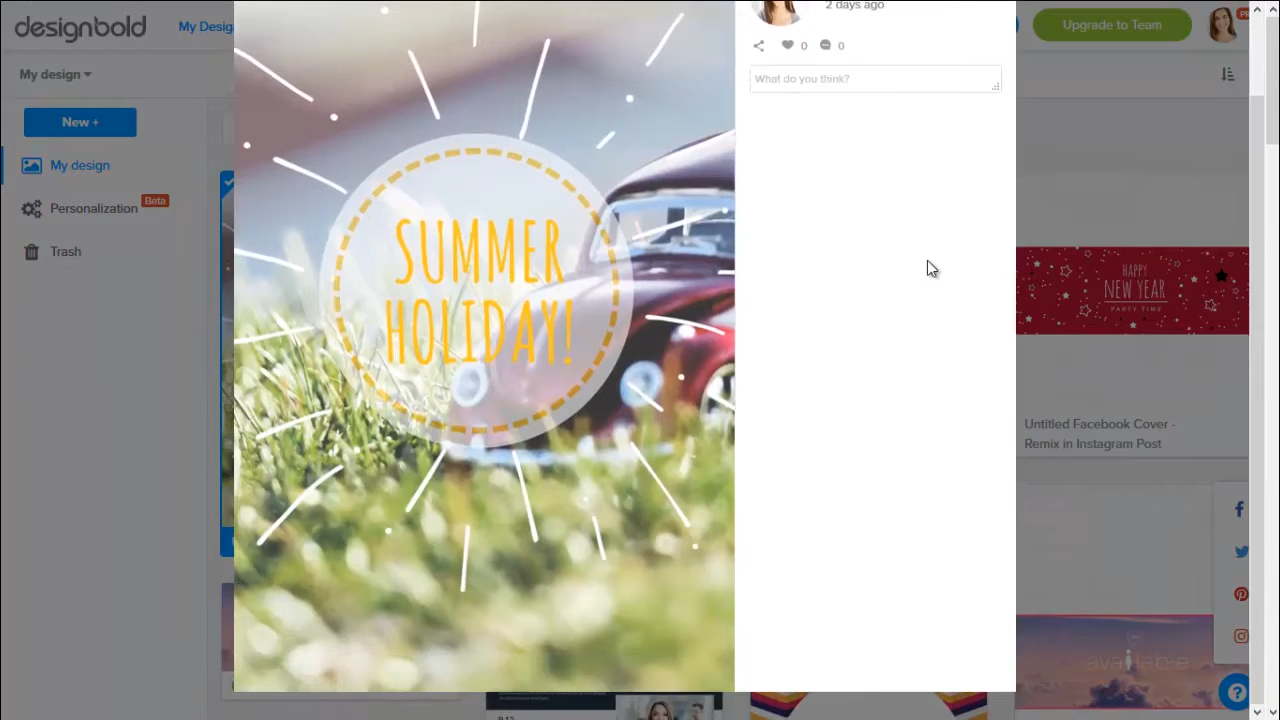 designbold
My Desig
2 days ago
Upgrade to Team
My design
0
0
What do you think?
New +
My design
Personalization
Beta
Trash
SUMMER
HOLIDAY!
HAPPY
NEW YEAR
PARTY TIME
Untitled Facebook Cover -
Remix in Instagram Post
available
?